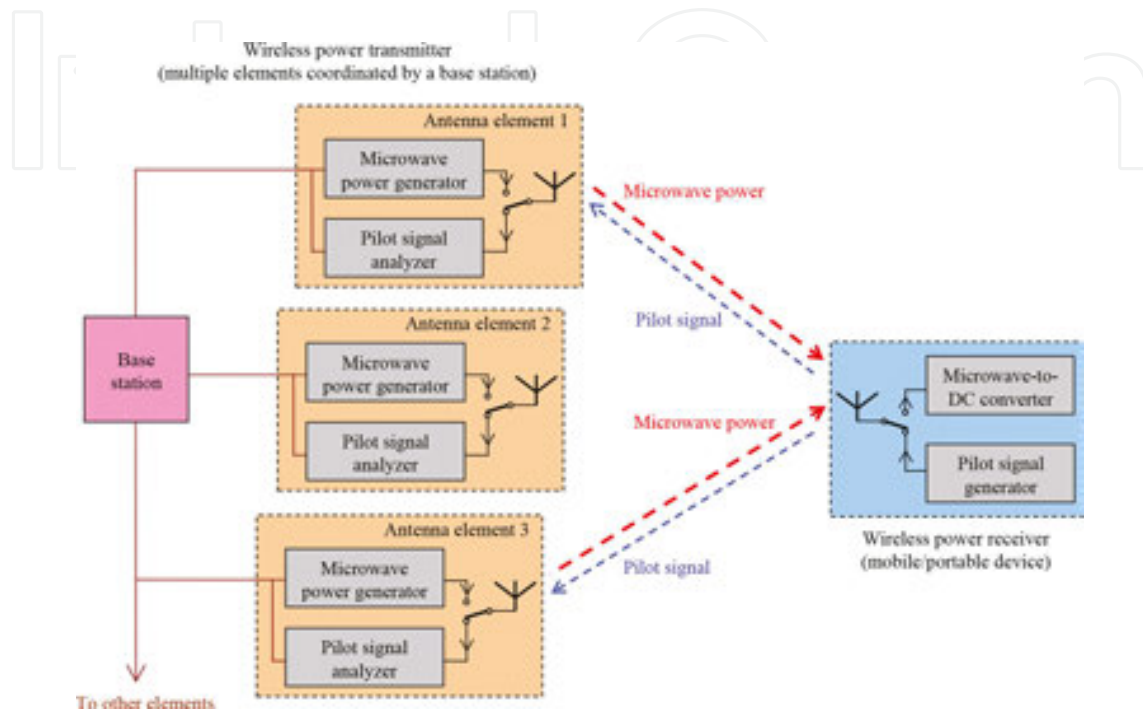 Wireless power transmitter
(multiple elements coordinated by a base station)
Antenna element 1
Microwave
power generator
Pilot signal
analyzer
Microwave power
Pilot signal
Antenna element 2
Microwave
power generator
Pilot signal
analyzer
Base
station
Microwave-to-
DC converter
Pilot signal
generator
Microwave power
Pilot signal
Wireless power receiver
(mobile/portable device)
Antenna element 3
Microwave
power generator
Pilot signal
analyzer
To other elements